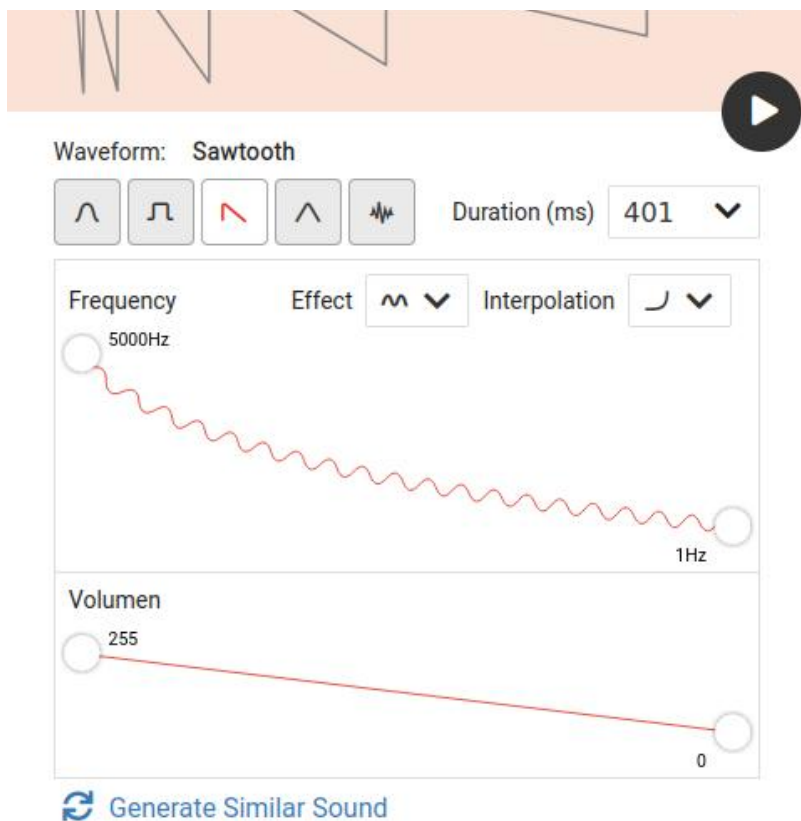 Waveform: Sawtooth
Duration (ms) 401
Frequency Effect Interpolation
5000Hz
1Hz
Volumen
255
0
Generate Similar Sound